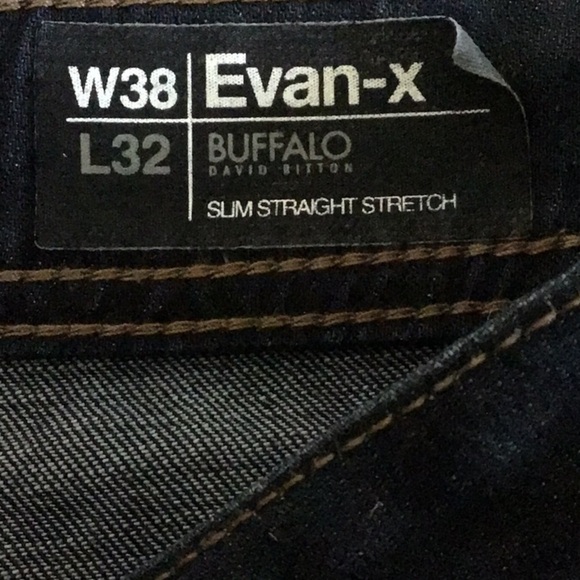 W38 Evan-x
L32 BUFFALO
DAVID BITTON
SLIM STRAIGHT STRETCH